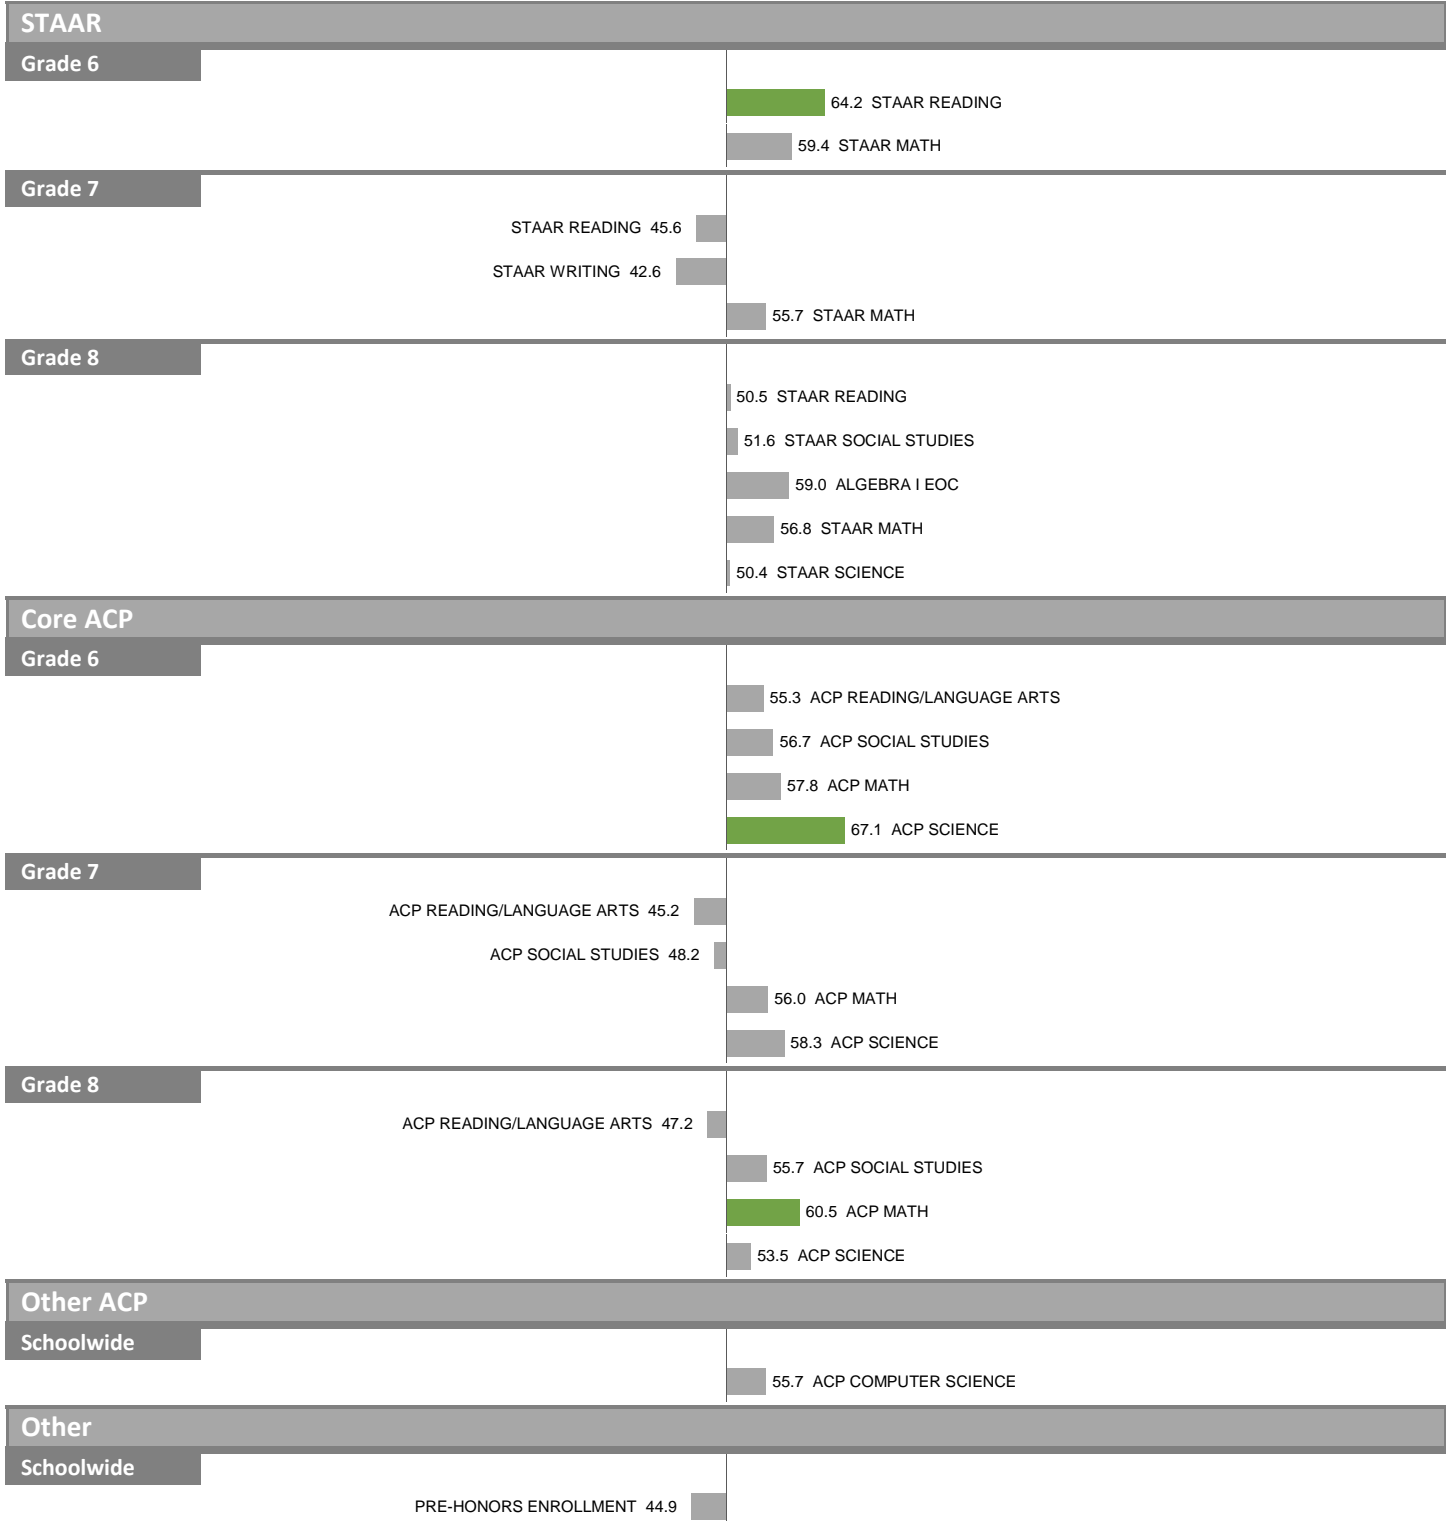 STAAR
Grade 6
64.2 STAAR READING
59.4 STAAR MATH
Grade 7
STAAR READING 45.6
STAAR WRITING 42.6
55.7 STAAR MATH
Grade 8
50.5 STAAR READING
51.6 STAAR SOCIAL STUDIES
59.0 ALGEBRA I EOC
56.8 STAAR MATH
50.4 STAAR SCIENCE
Core ACP
Grade 6
55.3 ACP READING/LANGUAGE ARTS
56.7 ACP SOCIAL STUDIES
57.8 ACP MATH
67.1 ACP SCIENCE
Grade 7
ACP READING/LANGUAGE ARTS 45.2
ACP SOCIAL STUDIES 48.2
56.0 ACP MATH
58.3 ACP SCIENCE
Grade 8
ACP READING/LANGUAGE ARTS 47.2
55.7 ACP SOCIAL STUDIES
60.5 ACP MATH
53.5 ACP SCIENCE
Other ACP
Schoolwide
55.7 ACP COMPUTER SCIENCE
Other
Schoolwide
PRE-HONORS ENROLLMENT 44.9